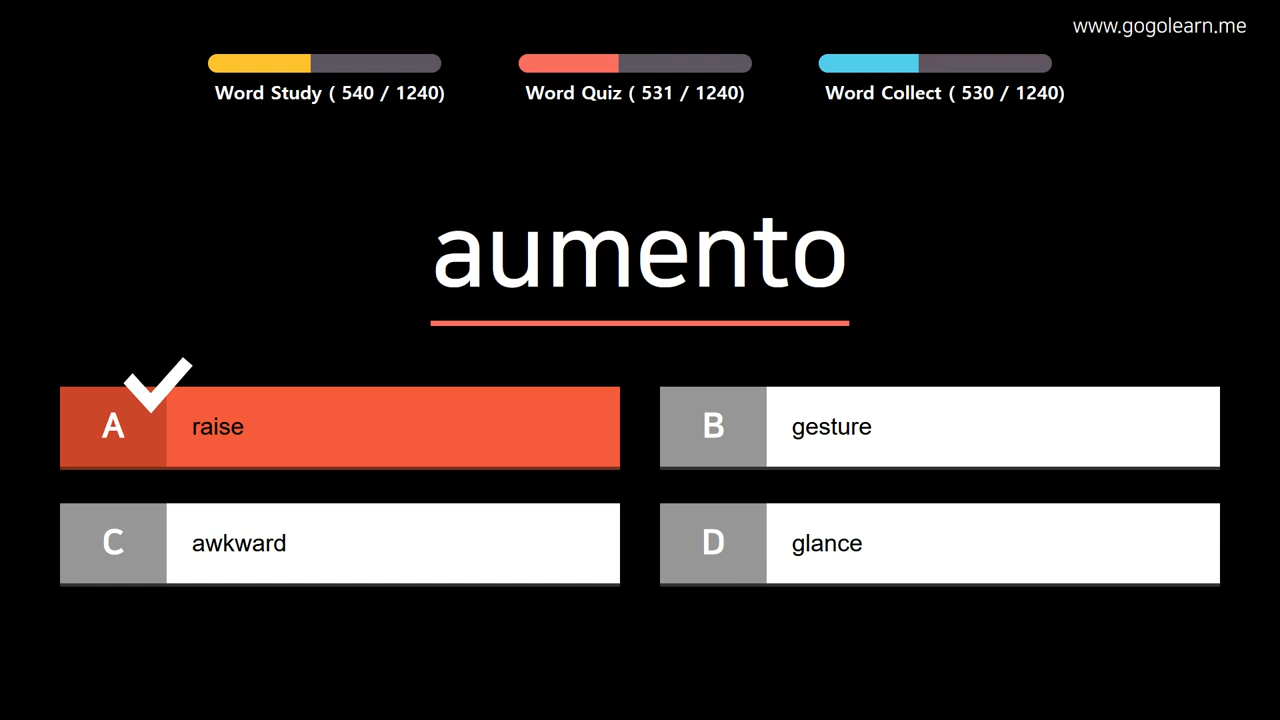 www.gogolearn.me
Word Study ( 540 / 1240)
Word Quiz ( 531 / 1240)
Word Collect ( 530 / 1240)
aumento
A raise
B gesture
C awkward
D glance